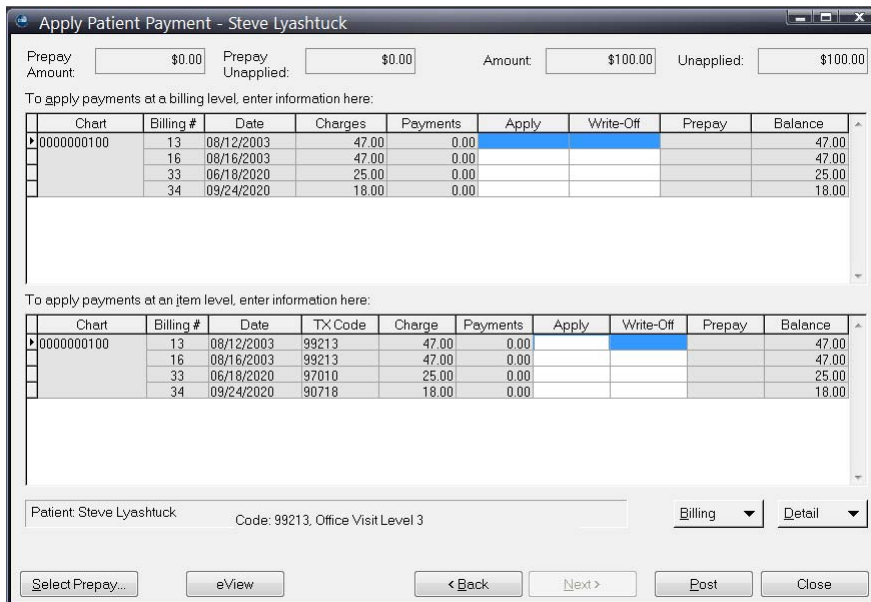 Apply Patient Payment - Steve Lyashtuck
Prepay Amount: $0.00 Prepay Unapplied: $0.00 Amount: $100.00 Unapplied: $100.00
To apply payments at a billing level, enter information here:
Chart Billing # Date Charges Payments Apply Write-Off Prepay Balance
0000000100 13 08/12/2003 47.00 0.00 47.00
16 08/16/2003 47.00 0.00 47.00
33 06/18/2020 25.00 0.00 25.00
34 09/24/2020 18.00 0.00 18.00
To apply payments at an item level, enter information here:
Chart Billing # Date TX Code Charge Payments Apply Write-Off Prepay Balance
0000000100 13 08/12/2003 99213 47.00 0.00 47.00
16 08/16/2003 99213 47.00 0.00 47.00
33 06/18/2020 97010 25.00 0.00 25.00
34 09/24/2020 90718 18.00 0.00 18.00
Patient: Steve Lyashtuck Code: 99213, Office Visit Level 3 Billing Detail
Select Prepay... eView < Back Next > Post Close